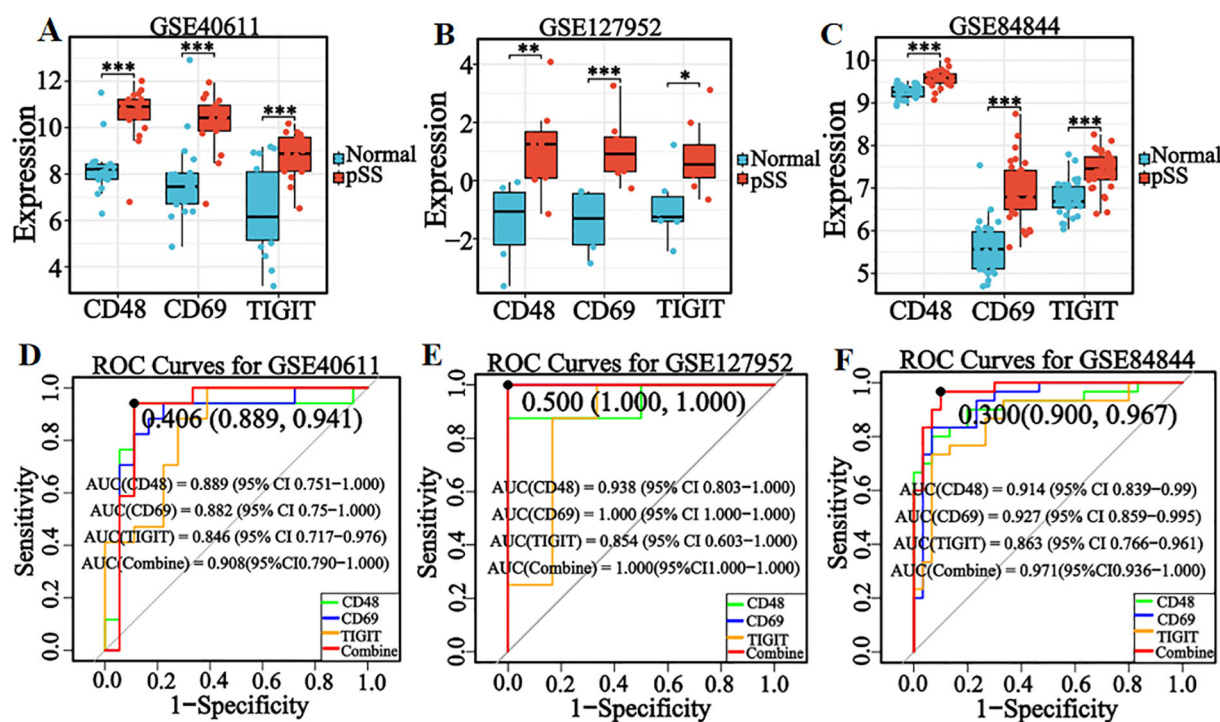 A
GSE40611
Expression
12
10
8
6
4
***
***
***
CD48
CD69
TIGIT
Normal
pSS
B
GSE127952
Expression
4
2
0
−2
**
***
*
CD48
CD69
TIGIT
Normal
pSS
C
GSE84844
Expression
10
9
8
7
6
5
***
***
***
CD48
CD69
TIGIT
Normal
pSS
D
ROC Curves for GSE40611
Sensitivity
1.0
0.8
0.6
0.4
0.2
0.0
0.406 (0.889, 0.941)
AUC(CD48) = 0.889 (95% CI 0.751−1.000)
AUC(CD69) = 0.882 (95% CI 0.75−1.000)
AUC(TIGIT) = 0.846 (95% CI 0.717−0.976)
AUC(Combine) = 0.908(95%CI0.790−1.000)
CD48
CD69
TIGIT
Combine
0.0 0.2 0.4 0.6 0.8 1.0
1−Specificity
E
ROC Curves for GSE127952
Sensitivity
1.0
0.8
0.6
0.4
0.2
0.0
0.500 (1.000, 1.000)
AUC(CD48) = 0.938 (95% CI 0.803−1.000)
AUC(CD69) = 1.000 (95% CI 1.000−1.000)
AUC(TIGIT) = 0.854 (95% CI 0.603−1.000)
AUC(Combine) = 1.000(95%CI1.000−1.000)
CD48
CD69
TIGIT
Combine
0.0 0.2 0.4 0.6 0.8 1.0
1−Specificity
F
ROC Curves for GSE84844
Sensitivity
1.0
0.8
0.6
0.4
0.2
0.0
0.300(0.900, 0.967)
AUC(CD48) = 0.914 (95% CI 0.839−0.99)
AUC(CD69) = 0.927 (95% CI 0.859−0.995)
AUC(TIGIT) = 0.863 (95% CI 0.766−0.961)
AUC(Combine) = 0.971(95%CI0.936−1.000)
CD48
CD69
TIGIT
Combine
0.0 0.2 0.4 0.6 0.8 1.0
1−Specificity